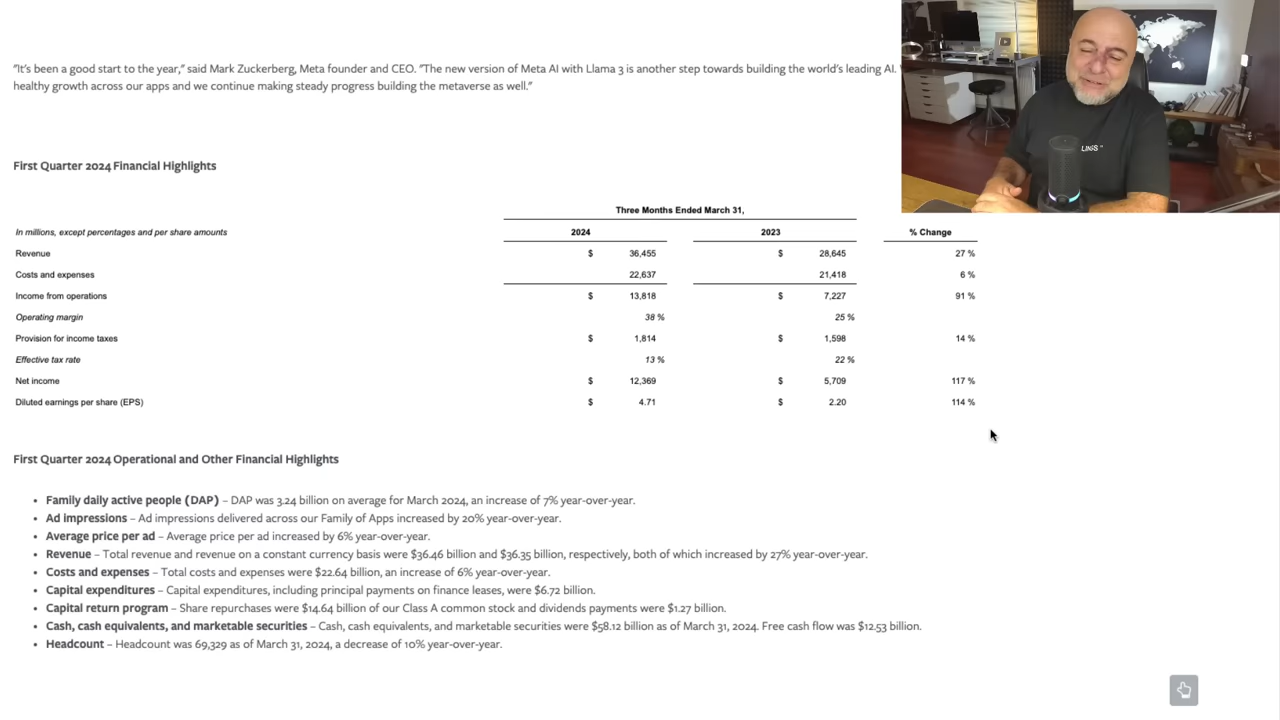 "It's been a good start to the year," said Mark Zuckerberg, Meta founder and CEO. "The new version of Meta AI with Llama 3 is another step towards building the world's leading AI.
healthy growth across our apps and we continue making steady progress building the metaverse as well."
First Quarter 2024 Financial Highlights
Three Months Ended March 31,
In millions, except percentages and per share amounts 2024 2023 % Change
Revenue $ 36,455 $ 28,645 27 %
Costs and expenses 22,637 21,418 6 %
Income from operations $ 13,818 $ 7,227 91 %
Operating margin 38 % 25 %
Provision for income taxes $ 1,814 $ 1,598 14 %
Effective tax rate 13 % 22 %
Net income $ 12,369 $ 5,709 117 %
Diluted earnings per share (EPS) $ 4.71 $ 2.20 114 %
First Quarter 2024 Operational and Other Financial Highlights
• Family daily active people (DAP) – DAP was 3.24 billion on average for March 2024, an increase of 7% year-over-year.
• Ad impressions – Ad impressions delivered across our Family of Apps increased by 20% year-over-year.
• Average price per ad – Average price per ad increased by 6% year-over-year.
• Revenue – Total revenue and revenue on a constant currency basis were $36.46 billion and $36.35 billion, respectively, both of which increased by 27% year-over-year.
• Costs and expenses – Total costs and expenses were $22.64 billion, an increase of 6% year-over-year.
• Capital expenditures – Capital expenditures, including principal payments on finance leases, were $6.72 billion.
• Capital return program – Share repurchases were $14.64 billion of our Class A common stock and dividends payments were $1.27 billion.
• Cash, cash equivalents, and marketable securities – Cash, cash equivalents, and marketable securities were $58.12 billion as of March 31, 2024. Free cash flow was $12.53 billion.
• Headcount – Headcount was 69,329 as of March 31, 2024, a decrease of 10% year-over-year.